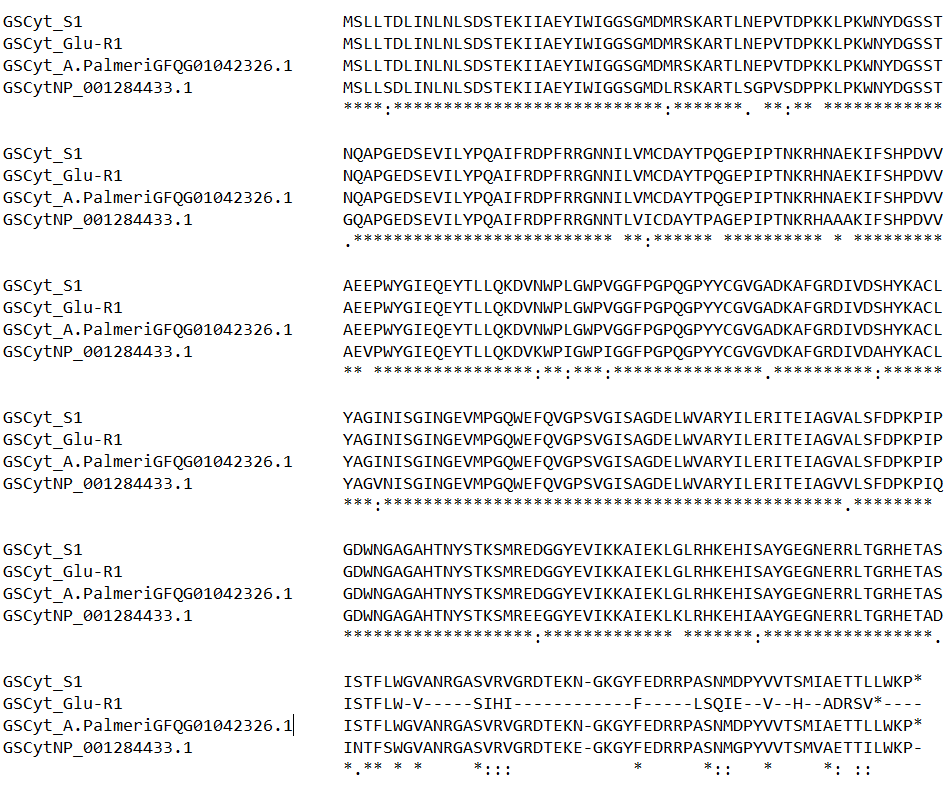 GSCyt_S1                      MSLLTDLINLNLSDSTEKIIAEYIWIGGSGMDMRSKARTLNEPVTDPKKLPKWNYDGSST
GSCyt_Glu-R1                  MSLLTDLINLNLSDSTEKIIAEYIWIGGSGMDMRSKARTLNEPVTDPKKLPKWNYDGSST
GSCyt_A.PalmeriGFQG01042326.1 MSLLTDLINLNLSDSTEKIIAEYIWIGGSGMDMRSKARTLNEPVTDPKKLPKWNYDGSST
GSCytNP_001284433.1           MSLLSDLINLNLSDSTEKIIAEYIWIGGSGMDLRSKARTLSGPVSDPPKLPKWNYDGSST
                              ****:***************************:*******. **:** ************
GSCyt_S1                      NQAPGEDSEVILYPQAIFRDPFRRGNNILVMCDAYTPQGEPIPTNKRHNAEKIFSHPDVV
GSCyt_Glu-R1                  NQAPGEDSEVILYPQAIFRDPFRRGNNILVMCDAYTPQGEPIPTNKRHNAEKIFSHPDVV
GSCyt_A.PalmeriGFQG01042326.1 NQAPGEDSEVILYPQAIFRDPFRRGNNILVMCDAYTPQGEPIPTNKRHNAEKIFSHPDVV
GSCytNP_001284433.1           GQAPGEDSEVILYPQAIFRDPFRRGNNTLVICDAYTPAGEPIPTNKRHAAAKIFSHPDVV
                              .************************** **:****** ********** * *********
GSCyt_S1                      AEEPWYGIEQEYTLLQKDVNWPLGWPVGGFPGPQGPYYCGVGADKAFGRDIVDSHYKACL
GSCyt_Glu-R1                  AEEPWYGIEQEYTLLQKDVNWPLGWPVGGFPGPQGPYYCGVGADKAFGRDIVDSHYKACL
GSCyt_A.PalmeriGFQG01042326.1 AEEPWYGIEQEYTLLQKDVNWPLGWPVGGFPGPQGPYYCGVGADKAFGRDIVDSHYKACL
GSCytNP_001284433.1           AEVPWYGIEQEYTLLQKDVKWPIGWPIGGFPGPQGPYYCGVGVDKAFGRDIVDAHYKACL
                              ** ****************:**:***:***************.**********:******
GSCyt_S1                      YAGINISGINGEVMPGQWEFQVGPSVGISAGDELWVARYILERITEIAGVALSFDPKPIP
GSCyt_Glu-R1                  YAGINISGINGEVMPGQWEFQVGPSVGISAGDELWVARYILERITEIAGVALSFDPKPIP
GSCyt_A.PalmeriGFQG01042326.1 YAGINISGINGEVMPGQWEFQVGPSVGISAGDELWVARYILERITEIAGVALSFDPKPIP
GSCytNP_001284433.1           YAGVNISGINGEVMPGQWEFQVGPSVGISAGDELWVARYILERITEIAGVVLSFDPKPIQ
                              ***:**********************************************.********
GSCyt_S1                      GDWNGAGAHTNYSTKSMREDGGYEVIKKAIEKLGLRHKEHISAYGEGNERRLTGRHETAS
GSCyt_Glu-R1                  GDWNGAGAHTNYSTKSMREDGGYEVIKKAIEKLGLRHKEHISAYGEGNERRLTGRHETAS
GSCyt_A.PalmeriGFQG01042326.1 GDWNGAGAHTNYSTKSMREDGGYEVIKKAIEKLGLRHKEHISAYGEGNERRLTGRHETAS
GSCytNP_001284433.1           GDWNGAGAHTNYSTKSMREEGGYEVIKKAIEKLKLRHKEHIAAYGEGNERRLTGRHETAD
                              *******************:************* *******:*****************.
GSCyt_S1                      ISTFLWGVANRGASVRVGRDTEKN-GKGYFEDRRPASNMDPYVVTSMIAETTLLWKP*
GSCyt_Glu-R1                  ISTFLW-V-----SIHI------------F-----LSQIE--V--H--ADRSV*----
GSCyt_A.PalmeriGFQG01042326.1 ISTFLWGVANRGASVRVGRDTEKN-GKGYFEDRRPASNMDPYVVTSMIAETTLLWKP*
GSCytNP_001284433.1           INTFSWGVANRGASVRVGRDTEKE-GKGYFEDRRPASNMGPYVVTSMVAETTILWKP-
                              *.** * *     *:::            *      *::   *     *: ::